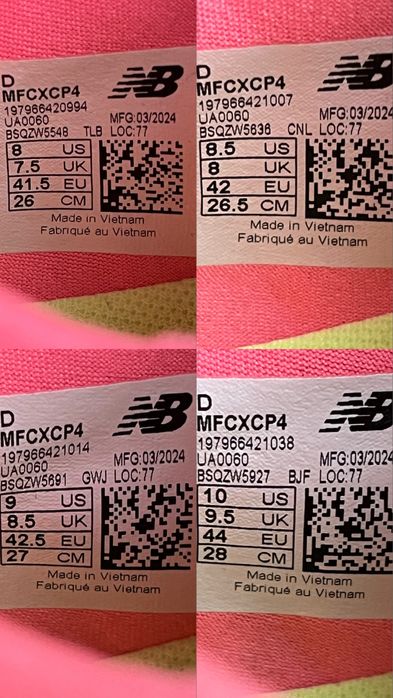 D
MFCXCP4
197966420994
UA0060 MFG:03/2024
BSQZW5548 TLB LOC:77
8 US
7.5 UK
41.5 EU
26 CM
Made in Vietnam
Fabriqué au Vietnam
NB
D
MFCXCP4
197966421007
UA0060 MFG:03/2024
BSQZW5636 CNL LOC:77
8.5 US
8 UK
42 EU
26.5 CM
Made in Vietnam
Fabriqué au Vietnam
NB
D
MFCXCP4
197966421014
UA0060 MFG:03/2024
BSQZW5691 GWJ LOC:77
9 US
8.5 UK
42.5 EU
27 CM
Made in Vietnam
Fabriqué au Vietnam
NB
D
MFCXCP4
197966421038
UA0060 MFG:03/2024
BSQZW5927 BJF LOC:77
10 US
9.5 UK
44 EU
28 CM
Made in Vietnam
Fabriqué au Vietnam
NB